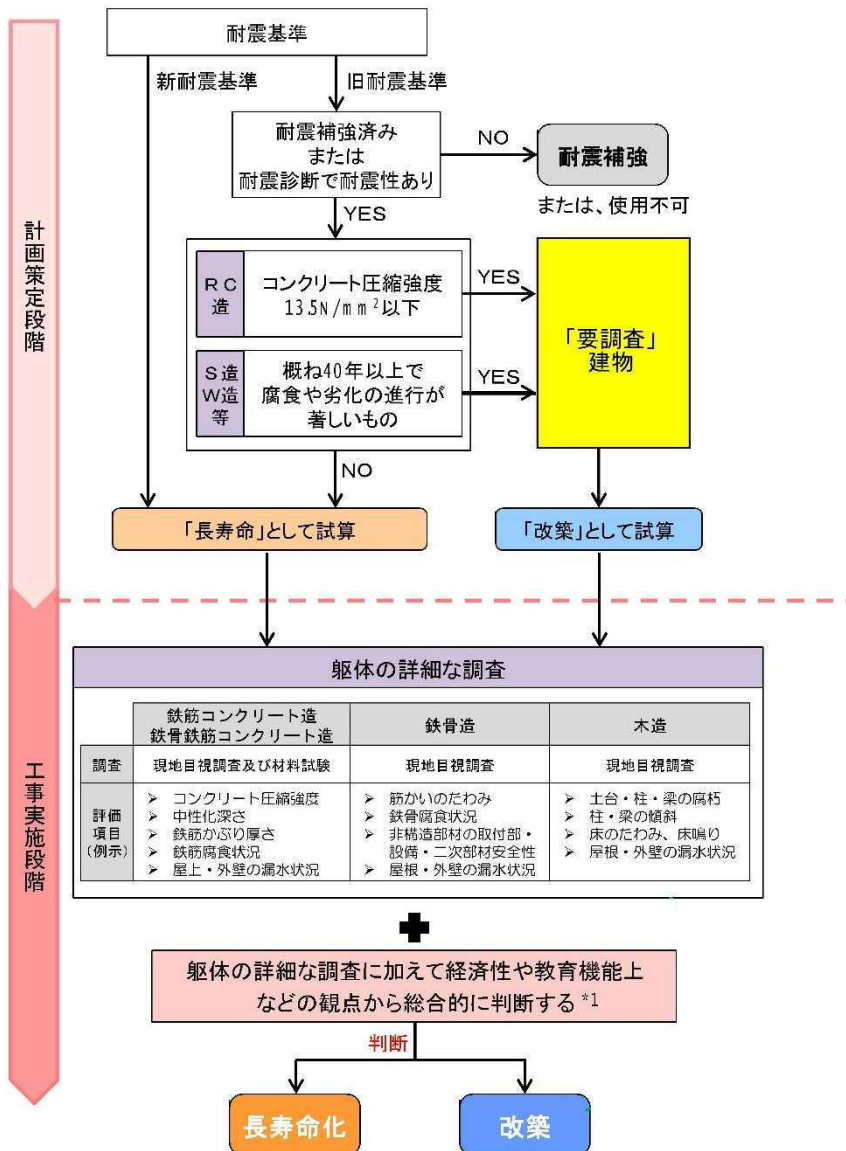 耐震基準
新耐震基準
旧耐震基準
耐震補強済み
または
耐震診断で耐震性あり
NO
耐震補強
または、使用不可
YES
計画策定段階
RC
造
コンクリート圧縮強度
13.5N/mm²以下
YES
「要調査」
建物
S造
W造
等
概ね40年以上で
腐食や劣化の進行が
著しいもの
YES
NO
「長寿命」として試算
「改築」として試算
工事実施段階
躯体の詳細な調査
鉄筋コンクリート造
鉄骨鉄筋コンクリート造
鉄骨造
木造
調査
現地目視調査及び材料試験
現地目視調査
現地目視調査
評価
項目
(例示)
➢ コンクリート圧縮強度
➢ 中性化深さ
➢ 鉄筋かぶり厚さ
➢ 鉄筋腐食状況
➢ 屋上・外壁の漏水状況
➢ 筋かいのたわみ
➢ 鉄骨腐食状況
➢ 非構造部材の取付部・
設備・二次部材安全性
➢ 屋根・外壁の漏水状況
➢ 土台・柱・梁の腐朽
➢ 柱・梁の傾斜
➢ 床のたわみ、床鳴り
➢ 屋根・外壁の漏水状況
躯体の詳細な調査に加えて経済性や教育機能上
などの観点から総合的に判断する *1
判断
長寿命化
改築